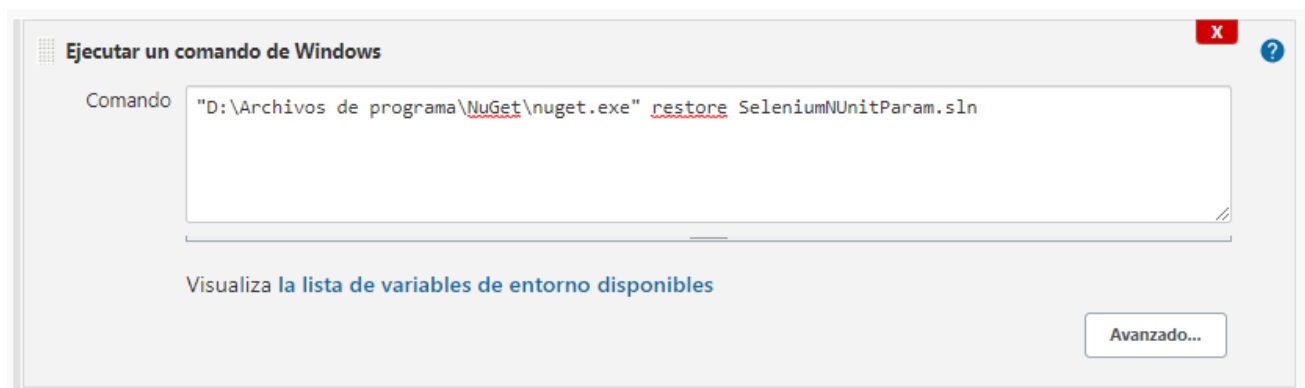 X
Ejecutar un comando de Windows
?
Comando
"D:\Archivos de programa\NuGet\nuget.exe" restore SeleniumNUnitParam.sln
Visualiza la lista de variables de entorno disponibles
Avanzado...